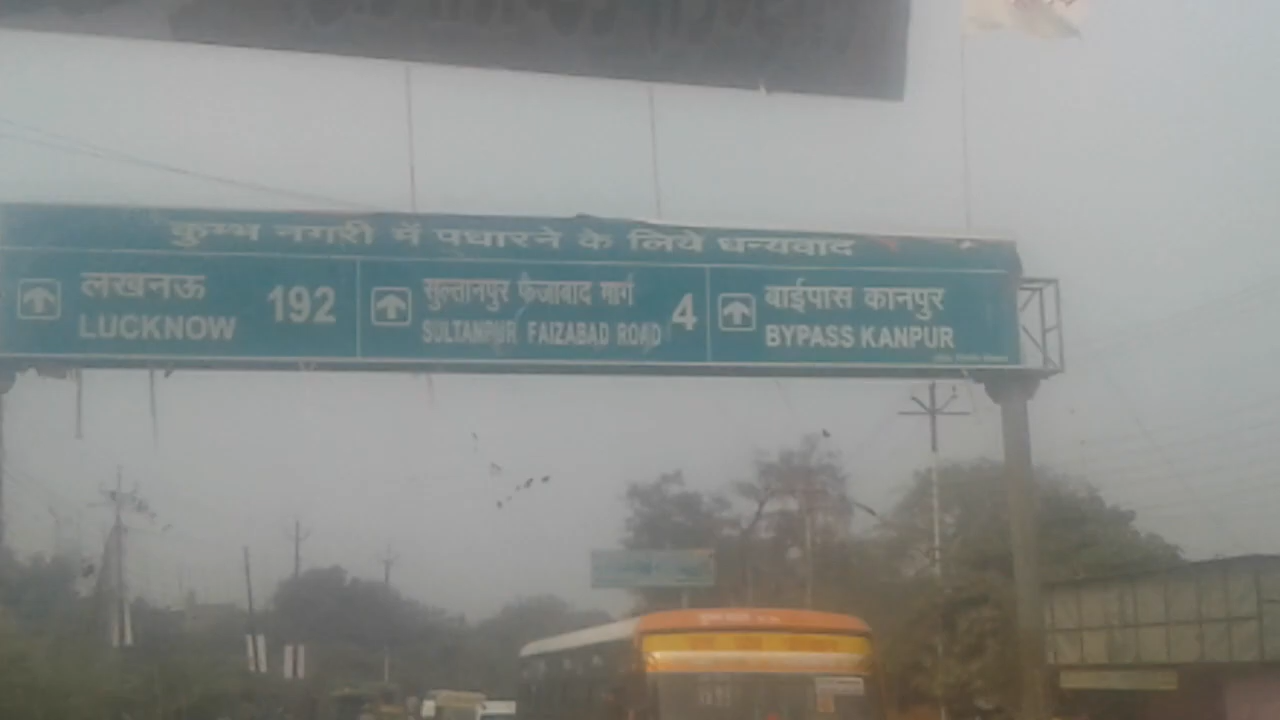 कुम्भ नगरी में पधारने के लिये धन्यवाद
लखनऊ 192
LUCKNOW
सुल्तानपुर फैजाबाद मार्ग 4
SULTANPUR FAIZABAD ROAD
बाईपास कानपुर
BYPASS KANPUR